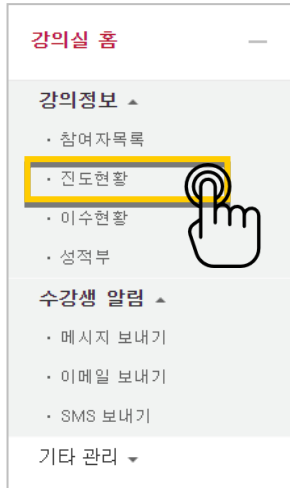 강의실 홈
강의정보 ▲
· 참여자목록
· 진도현황
· 이수현황
· 성적부
수강생 알림 ▲
· 메시지 보내기
· 이메일 보내기
· SMS 보내기
기타 관리 ▼